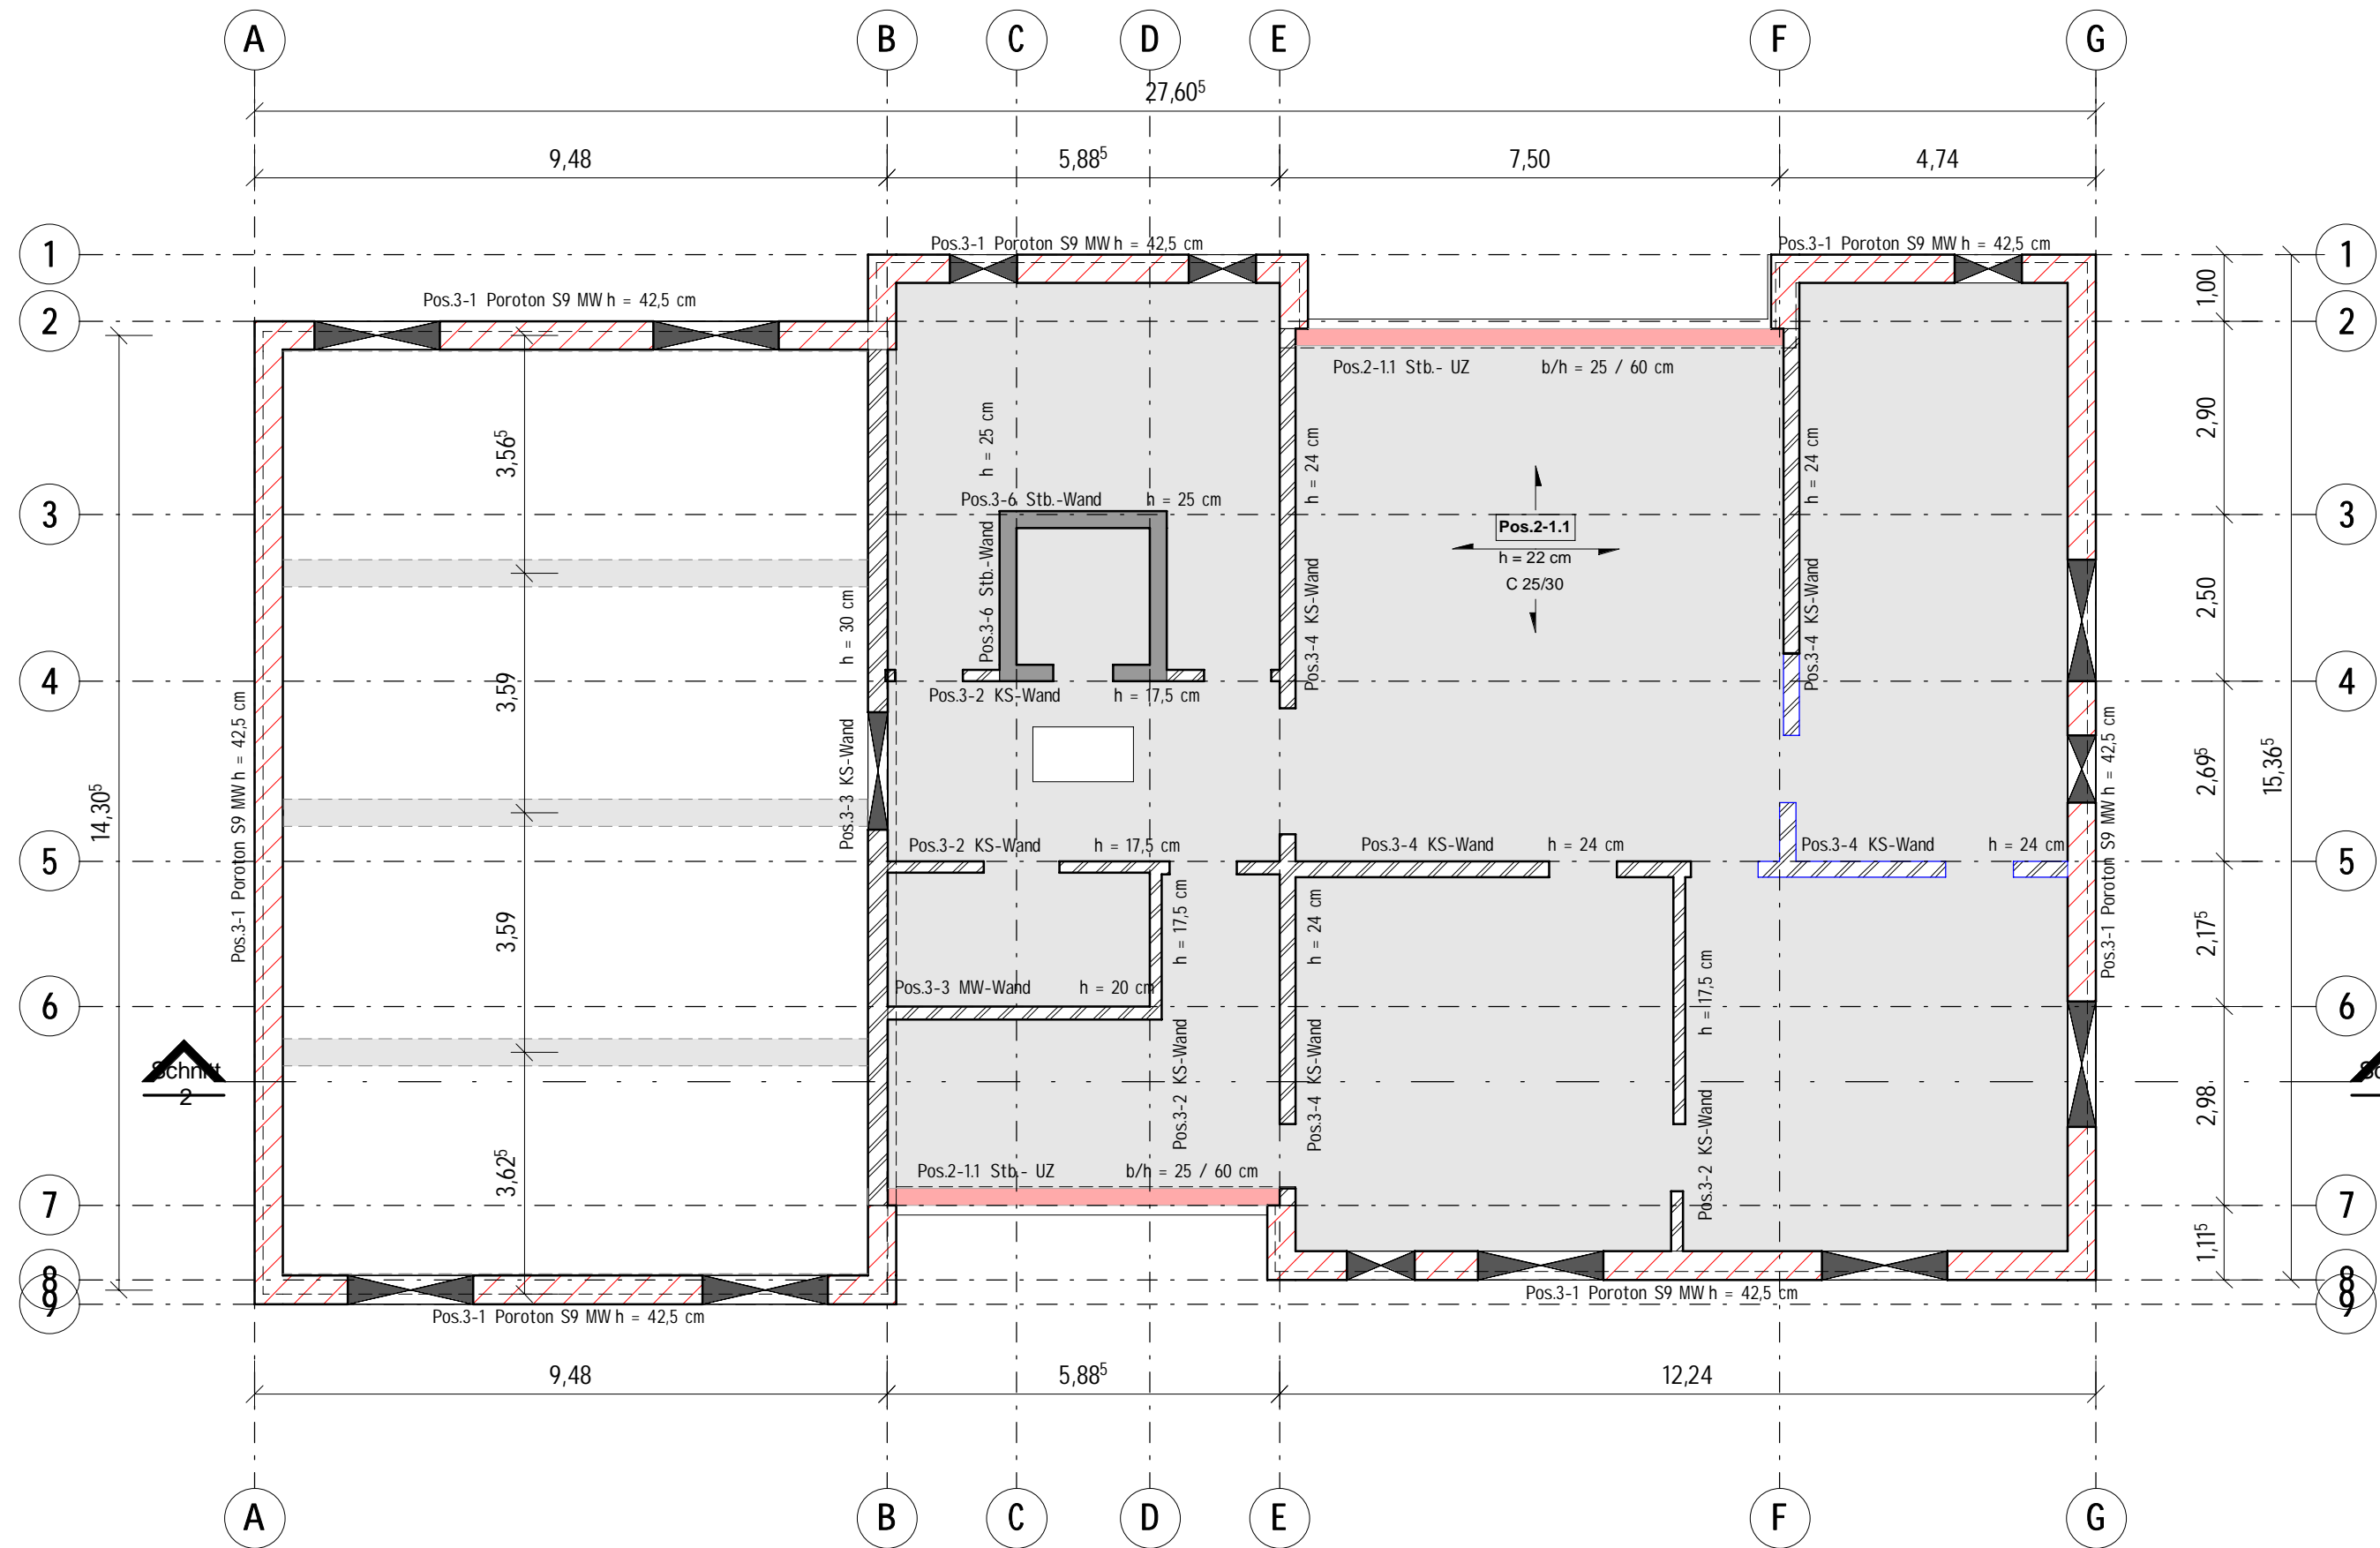 A B C D E F G
27,60⁵
9,48 5,88⁵ 7,50 4,74
1 Pos.3-1 Poroton S9 MW h = 42,5 cm Pos.3-1 Poroton S9 MW h = 42,5 cm 1
1,00
Pos.3-1 Poroton S9 MW h = 42,5 cm
2 2
Pos.2-1.1 Stb.- UZ b/h = 25 / 60 cm
3,56⁵
h = 25 cm
h = 24 cm
h = 24 cm
2,90
Pos.3-6 Stb.-Wand h = 25 cm
3 3
Pos.2-1.1
h = 22 cm
C 25/30
Pos.3-6 Stb.-Wand
Pos.3-4 KS-Wand
Pos.3-4 KS-Wand
2,50
h = 30 cm
4 4
Pos.3-2 KS-Wand h = 17,5 cm
3,59
Pos.3-1 Poroton S9 MW h = 42,5 cm
14,30⁵
Pos.3-3 KS-Wand
2,69⁵
15,36⁵
Pos.3-1 Poroton S9 MW h = 42,5 cm
Pos.3-2 KS-Wand h = 17,5 cm Pos.3-4 KS-Wand h = 24 cm Pos.3-4 KS-Wand h = 24 cm
5 5
3,59
h = 17,5 cm
h = 24 cm
2,17⁵
Pos.3-3 MW-Wand h = 20 cm
h = 17,5 cm
6 6
Schnitt
2
Pos.3-2 KS-Wand
Pos.3-4 KS-Wand
Pos.3-2 KS-Wand
2,98
3,62⁵
Pos.2-1.1 Stb.- UZ b/h = 25 / 60 cm
7 7
1,11⁵
8 8
9 9
Pos.3-1 Poroton S9 MW h = 42,5 cm
Pos.3-1 Poroton S9 MW h = 42,5 cm
9,48 5,88⁵ 12,24
A B C D E F G